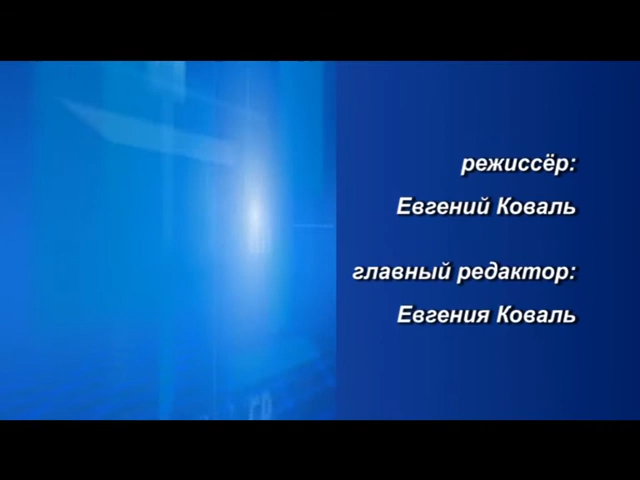 режиссёр:
Евгений Коваль
главный редактор:
Евгения Коваль